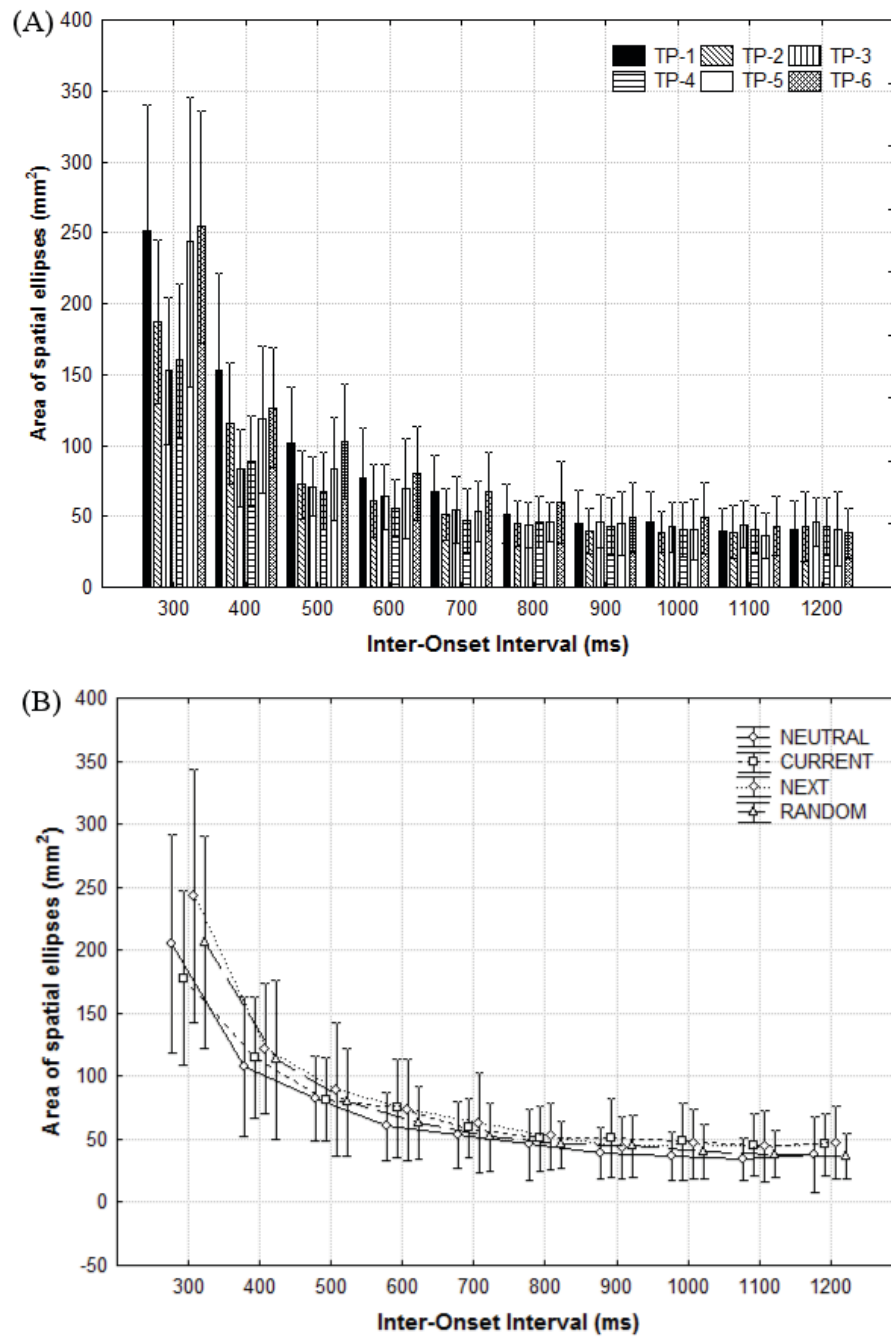 (A)
400
350
300
250
200
150
100
50
0
Area of spatial ellipses (mm²)
TP-1 TP-2 TP-3
TP-4 TP-5 TP-6
300 400 500 600 700 800 900 1000 1100 1200
Inter-Onset Interval (ms)
(B)
400
350
300
250
200
150
100
50
0
-50
Area of spatial ellipses (mm²)
NEUTRAL
CURRENT
NEXT
RANDOM
300 400 500 600 700 800 900 1000 1100 1200
Inter-Onset Interval (ms)